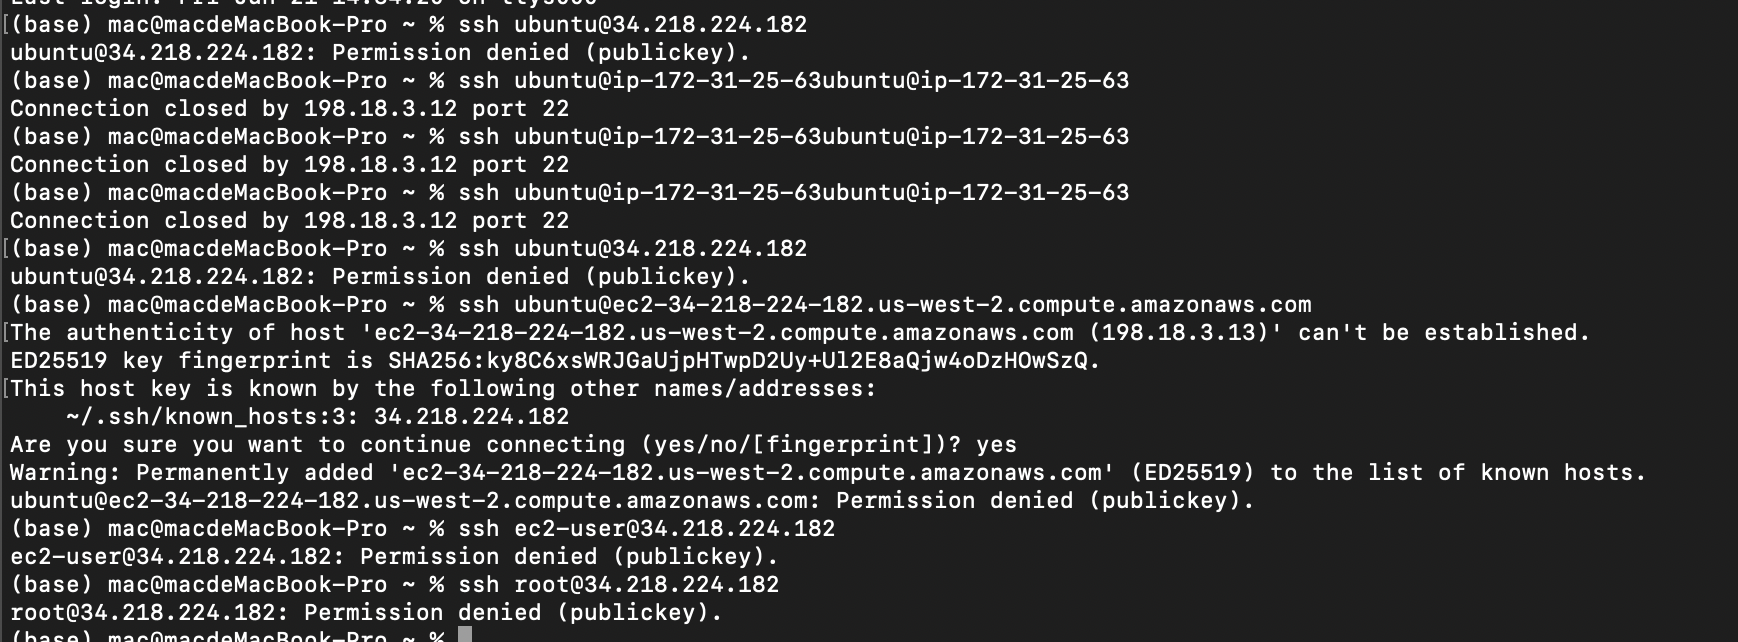 Last login: Fri Jun 21 14:54:20 on ttys000
[(base) mac@macdeMacBook-Pro ~ % ssh ubuntu@34.218.224.182
ubuntu@34.218.224.182: Permission denied (publickey).
(base) mac@macdeMacBook-Pro ~ % ssh ubuntu@ip-172-31-25-63ubuntu@ip-172-31-25-63
Connection closed by 198.18.3.12 port 22
(base) mac@macdeMacBook-Pro ~ % ssh ubuntu@ip-172-31-25-63ubuntu@ip-172-31-25-63
Connection closed by 198.18.3.12 port 22
(base) mac@macdeMacBook-Pro ~ % ssh ubuntu@ip-172-31-25-63ubuntu@ip-172-31-25-63
Connection closed by 198.18.3.12 port 22
[(base) mac@macdeMacBook-Pro ~ % ssh ubuntu@34.218.224.182
ubuntu@34.218.224.182: Permission denied (publickey).
(base) mac@macdeMacBook-Pro ~ % ssh ubuntu@ec2-34-218-224-182.us-west-2.compute.amazonaws.com
[The authenticity of host 'ec2-34-218-224-182.us-west-2.compute.amazonaws.com (198.18.3.13)' can't be established.
ED25519 key fingerprint is SHA256:ky8C6xsWRJGaUjpHTwpD2Uy+Ul2E8aQjw4oDzHOwSzQ.
[This host key is known by the following other names/addresses:
    ~/.ssh/known_hosts:3: 34.218.224.182
Are you sure you want to continue connecting (yes/no/[fingerprint])? yes
Warning: Permanently added 'ec2-34-218-224-182.us-west-2.compute.amazonaws.com' (ED25519) to the list of known hosts.
ubuntu@ec2-34-218-224-182.us-west-2.compute.amazonaws.com: Permission denied (publickey).
(base) mac@macdeMacBook-Pro ~ % ssh ec2-user@34.218.224.182
ec2-user@34.218.224.182: Permission denied (publickey).
(base) mac@macdeMacBook-Pro ~ % ssh root@34.218.224.182
root@34.218.224.182: Permission denied (publickey).
(base) mac@macdeMacBook-Pro ~ %